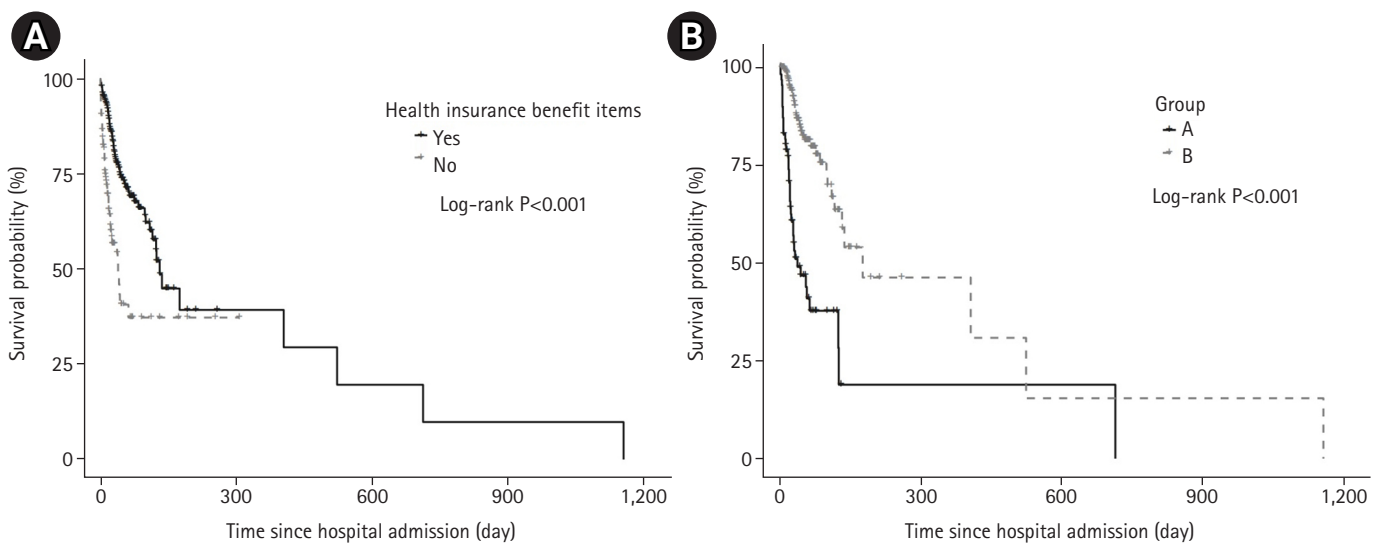 A
Survival probability (%)
100
75
50
25
0
Health insurance benefit items
Yes
No
Log-rank P<0.001
0 300 600 900 1,200
Time since hospital admission (day)
B
Survival probability (%)
100
75
50
25
0
Group
A
B
Log-rank P<0.001
0 300 600 900 1,200
Time since hospital admission (day)